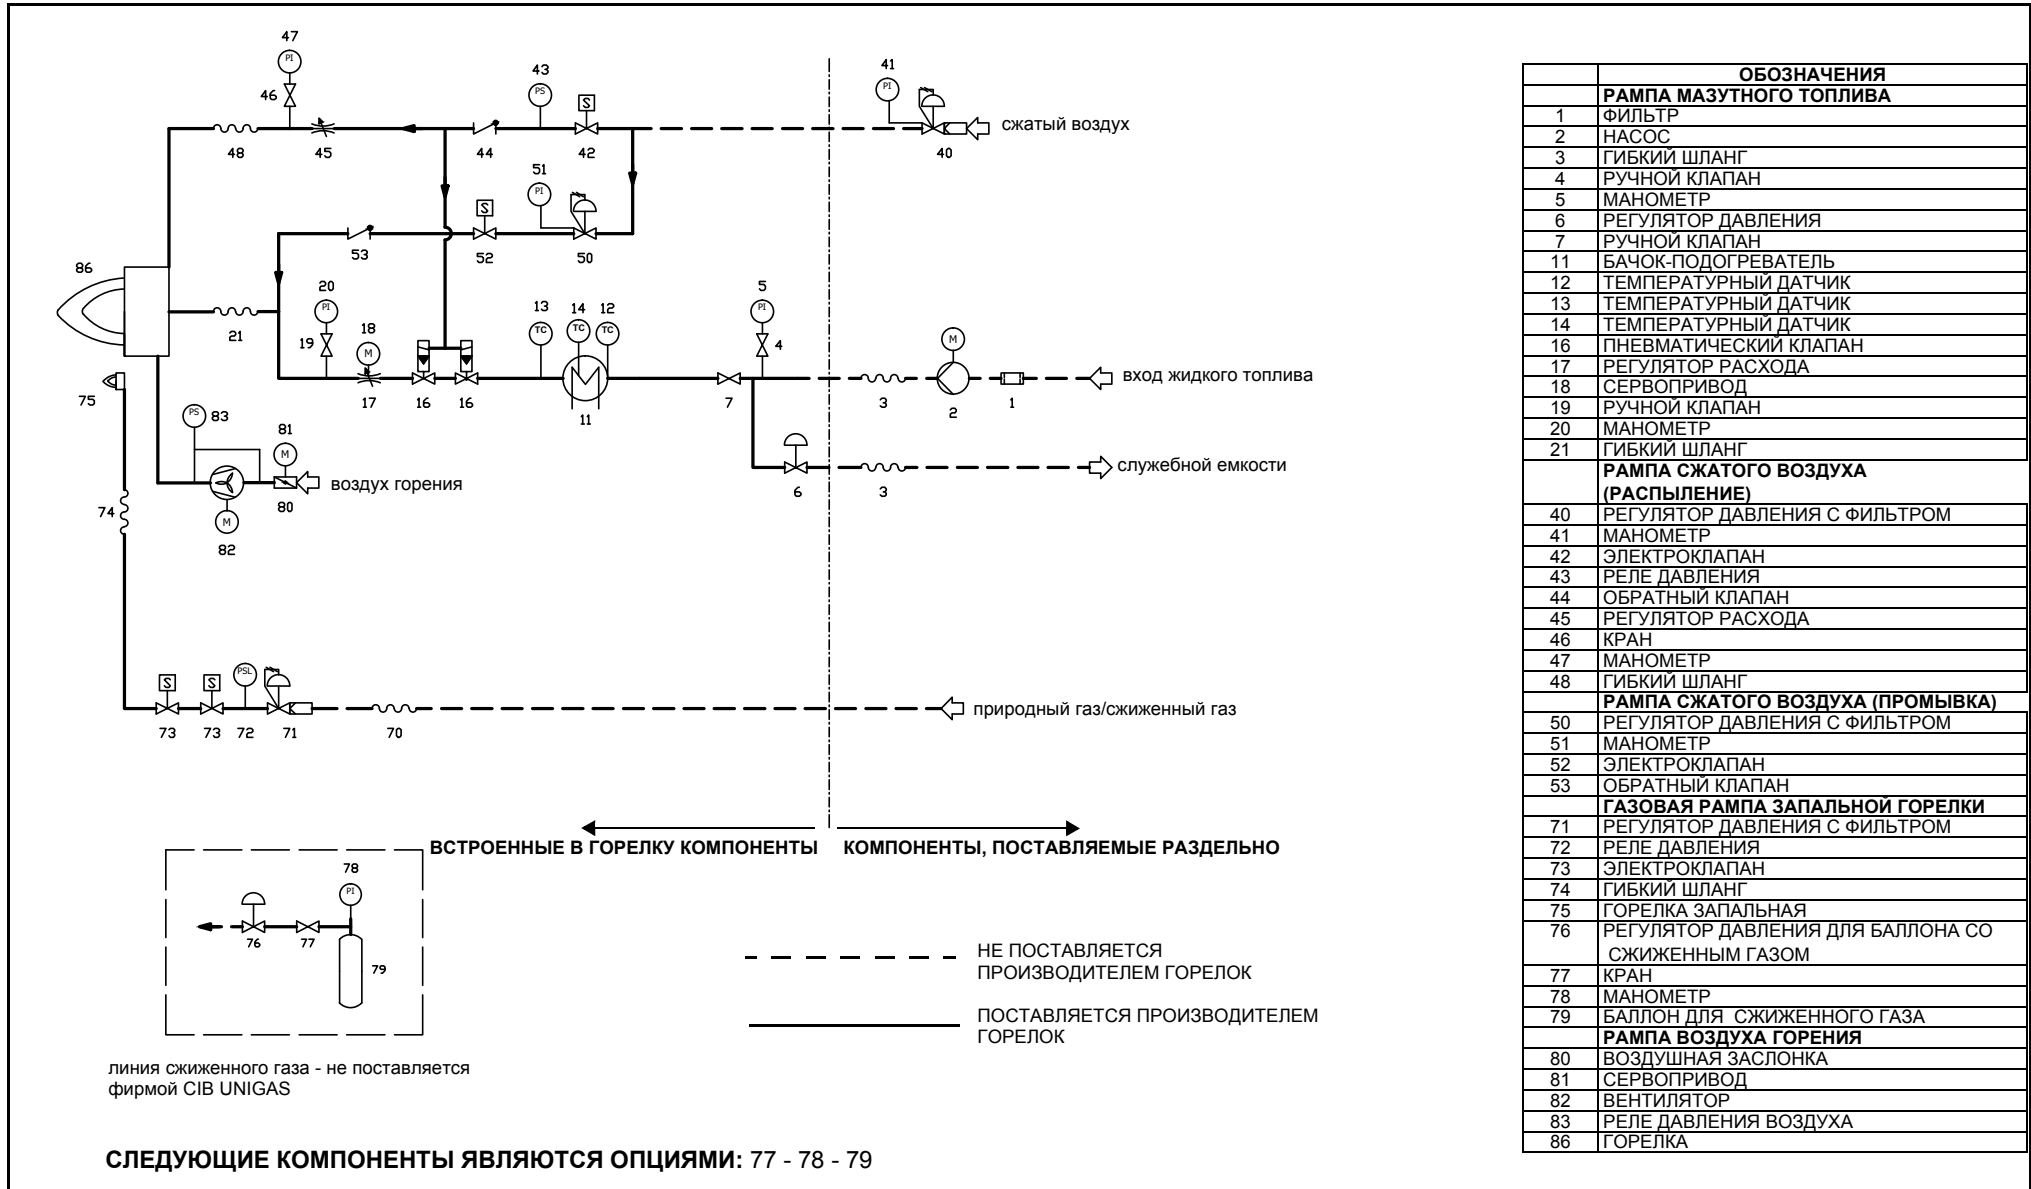 47
PI
46
48
45
43
PS
S
44
42
41
PI
40
сжатый воздух
51
PI
S
53
52
50
86
20
PI
19
21
18
M
17
16
16
13
TC
14
TC
12
TC
11
5
PI
4
7
3
M
2
1
вход жидкого топлива
6
3
служебной емкости
75
PS
83
81
M
80
воздух горения
M
82
74
S
S
PSL
73
73
72
71
70
природный газ/сжиженный газ
ВСТРОЕННЫЕ В ГОРЕЛКУ КОМПОНЕНТЫ
КОМПОНЕНТЫ, ПОСТАВЛЯЕМЫЕ РАЗДЕЛЬНО
78
PI
76
77
79
линия сжиженного газа - не поставляется
фирмой CIB UNIGAS
НЕ ПОСТАВЛЯЕТСЯ
ПРОИЗВОДИТЕЛЕМ ГОРЕЛОК
ПОСТАВЛЯЕТСЯ ПРОИЗВОДИТЕЛЕМ
ГОРЕЛОК
СЛЕДУЮЩИЕ КОМПОНЕНТЫ ЯВЛЯЮТСЯ ОПЦИЯМИ: 77 - 78 - 79
ОБОЗНАЧЕНИЯ
РАМПА МАЗУТНОГО ТОПЛИВА
1 ФИЛЬТР
2 НАСОС
3 ГИБКИЙ ШЛАНГ
4 РУЧНОЙ КЛАПАН
5 МАНОМЕТР
6 РЕГУЛЯТОР ДАВЛЕНИЯ
7 РУЧНОЙ КЛАПАН
11 БАЧОК-ПОДОГРЕВАТЕЛЬ
12 ТЕМПЕРАТУРНЫЙ ДАТЧИК
13 ТЕМПЕРАТУРНЫЙ ДАТЧИК
14 ТЕМПЕРАТУРНЫЙ ДАТЧИК
16 ПНЕВМАТИЧЕСКИЙ КЛАПАН
17 РЕГУЛЯТОР РАСХОДА
18 СЕРВОПРИВОД
19 РУЧНОЙ КЛАПАН
20 МАНОМЕТР
21 ГИБКИЙ ШЛАНГ
РАМПА СЖАТОГО ВОЗДУХА
(РАСПЫЛЕНИЕ)
40 РЕГУЛЯТОР ДАВЛЕНИЯ С ФИЛЬТРОМ
41 МАНОМЕТР
42 ЭЛЕКТРОКЛАПАН
43 РЕЛЕ ДАВЛЕНИЯ
44 ОБРАТНЫЙ КЛАПАН
45 РЕГУЛЯТОР РАСХОДА
46 КРАН
47 МАНОМЕТР
48 ГИБКИЙ ШЛАНГ
РАМПА СЖАТОГО ВОЗДУХА (ПРОМЫВКА)
50 РЕГУЛЯТОР ДАВЛЕНИЯ С ФИЛЬТРОМ
51 МАНОМЕТР
52 ЭЛЕКТРОКЛАПАН
53 ОБРАТНЫЙ КЛАПАН
ГАЗОВАЯ РАМПА ЗАПАЛЬНОЙ ГОРЕЛКИ
71 РЕГУЛЯТОР ДАВЛЕНИЯ С ФИЛЬТРОМ
72 РЕЛЕ ДАВЛЕНИЯ
73 ЭЛЕКТРОКЛАПАН
74 ГИБКИЙ ШЛАНГ
75 ГОРЕЛКА ЗАПАЛЬНАЯ
76 РЕГУЛЯТОР ДАВЛЕНИЯ ДЛЯ БАЛЛОНА СО
СЖИЖЕННЫМ ГАЗОМ
77 КРАН
78 МАНОМЕТР
79 БАЛЛОН ДЛЯ СЖИЖЕННОГО ГАЗА
РАМПА ВОЗДУХА ГОРЕНИЯ
80 ВОЗДУШНАЯ ЗАСЛОНКА
81 СЕРВОПРИВОД
82 ВЕНТИЛЯТОР
83 РЕЛЕ ДАВЛЕНИЯ ВОЗДУХА
86 ГОРЕЛКА